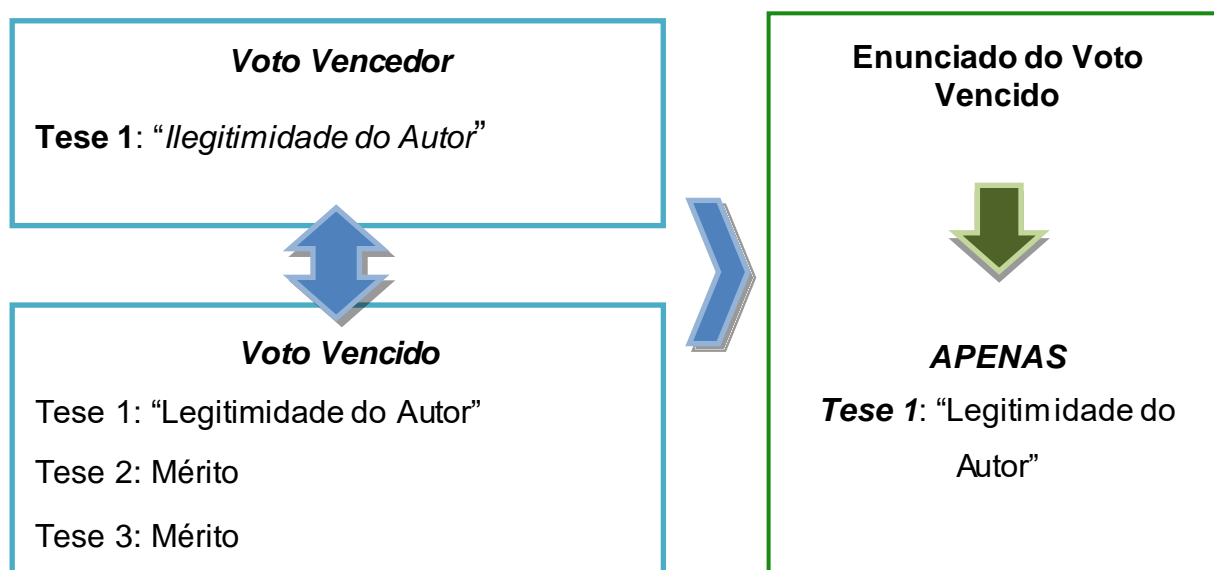 Voto Vencedor
Tese 1: “Ilegitimidade do Autor”
Voto Vencido
Tese 1: “Legitimidade do Autor”
Tese 2: Mérito
Tese 3: Mérito
Enunciado do Voto
Vencido
APENAS
Tese 1: “Legitimidade do
Autor”